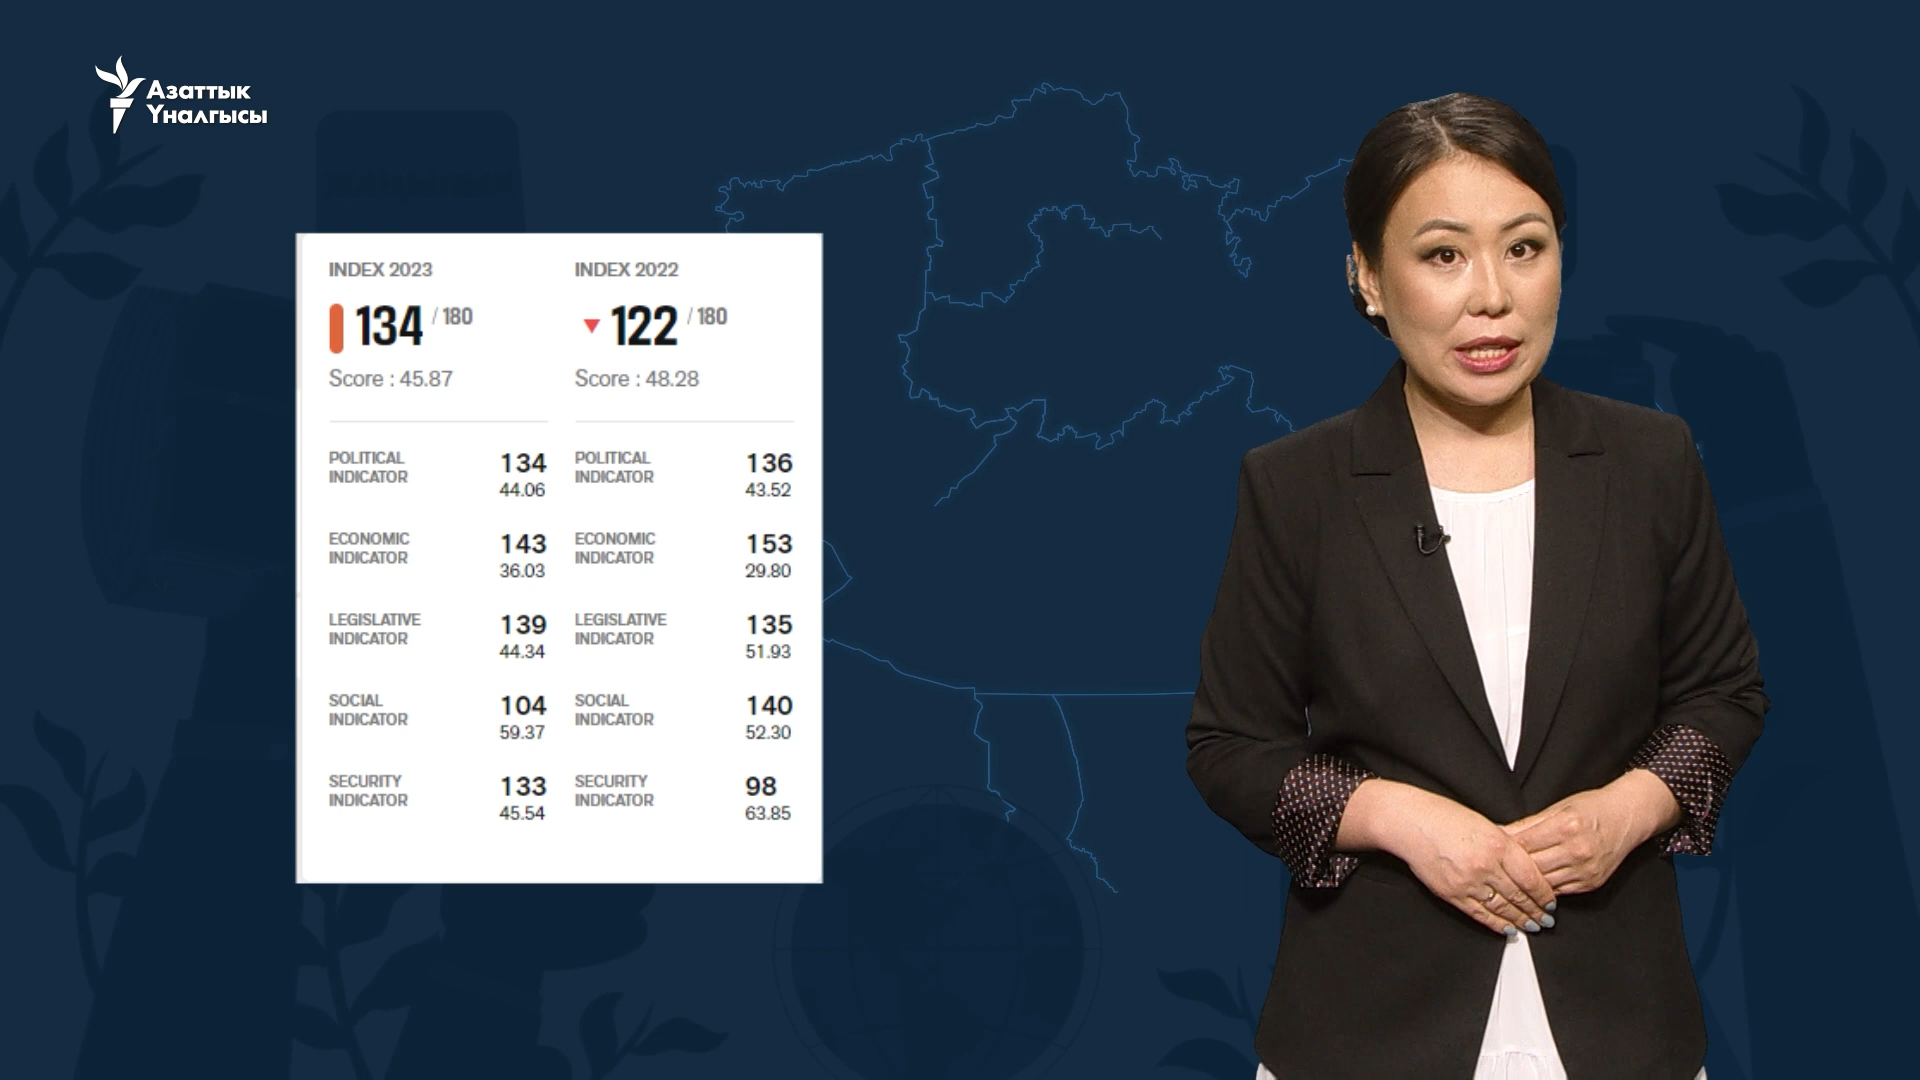 Азаттык
Үналгысы
INDEX 2023
134 / 180
Score : 45.87
POLITICAL
INDICATOR
134
44.06
ECONOMIC
INDICATOR
143
36.03
LEGISLATIVE
INDICATOR
139
44.34
SOCIAL
INDICATOR
104
59.37
SECURITY
INDICATOR
133
45.54
INDEX 2022
122 / 180
Score : 48.28
POLITICAL
INDICATOR
136
43.52
ECONOMIC
INDICATOR
153
29.80
LEGISLATIVE
INDICATOR
135
51.93
SOCIAL
INDICATOR
140
52.30
SECURITY
INDICATOR
98
63.85